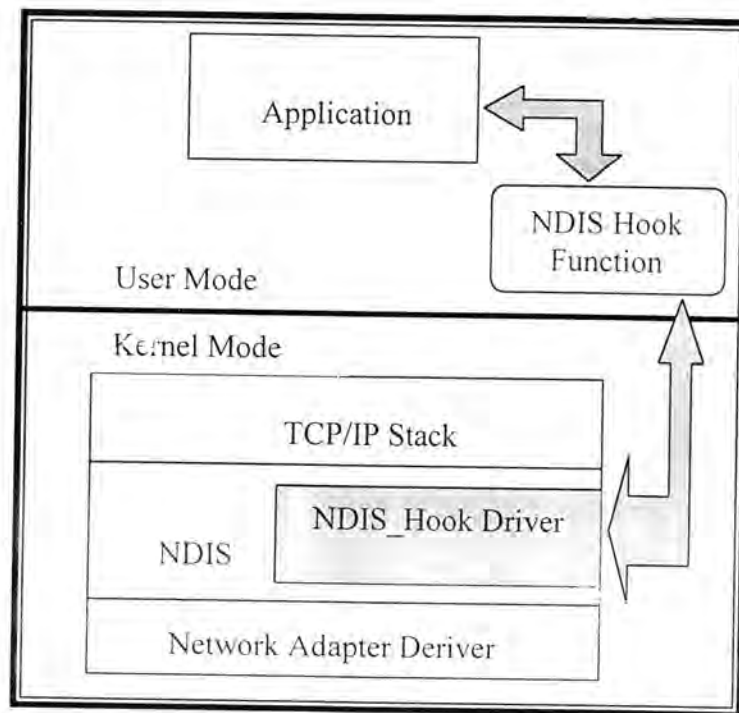 Application
NDIS Hook
Function
User Mode
Kernel Mode
TCP/IP Stack
NDIS_Hook Driver
NDIS
Network Adapter Deriver